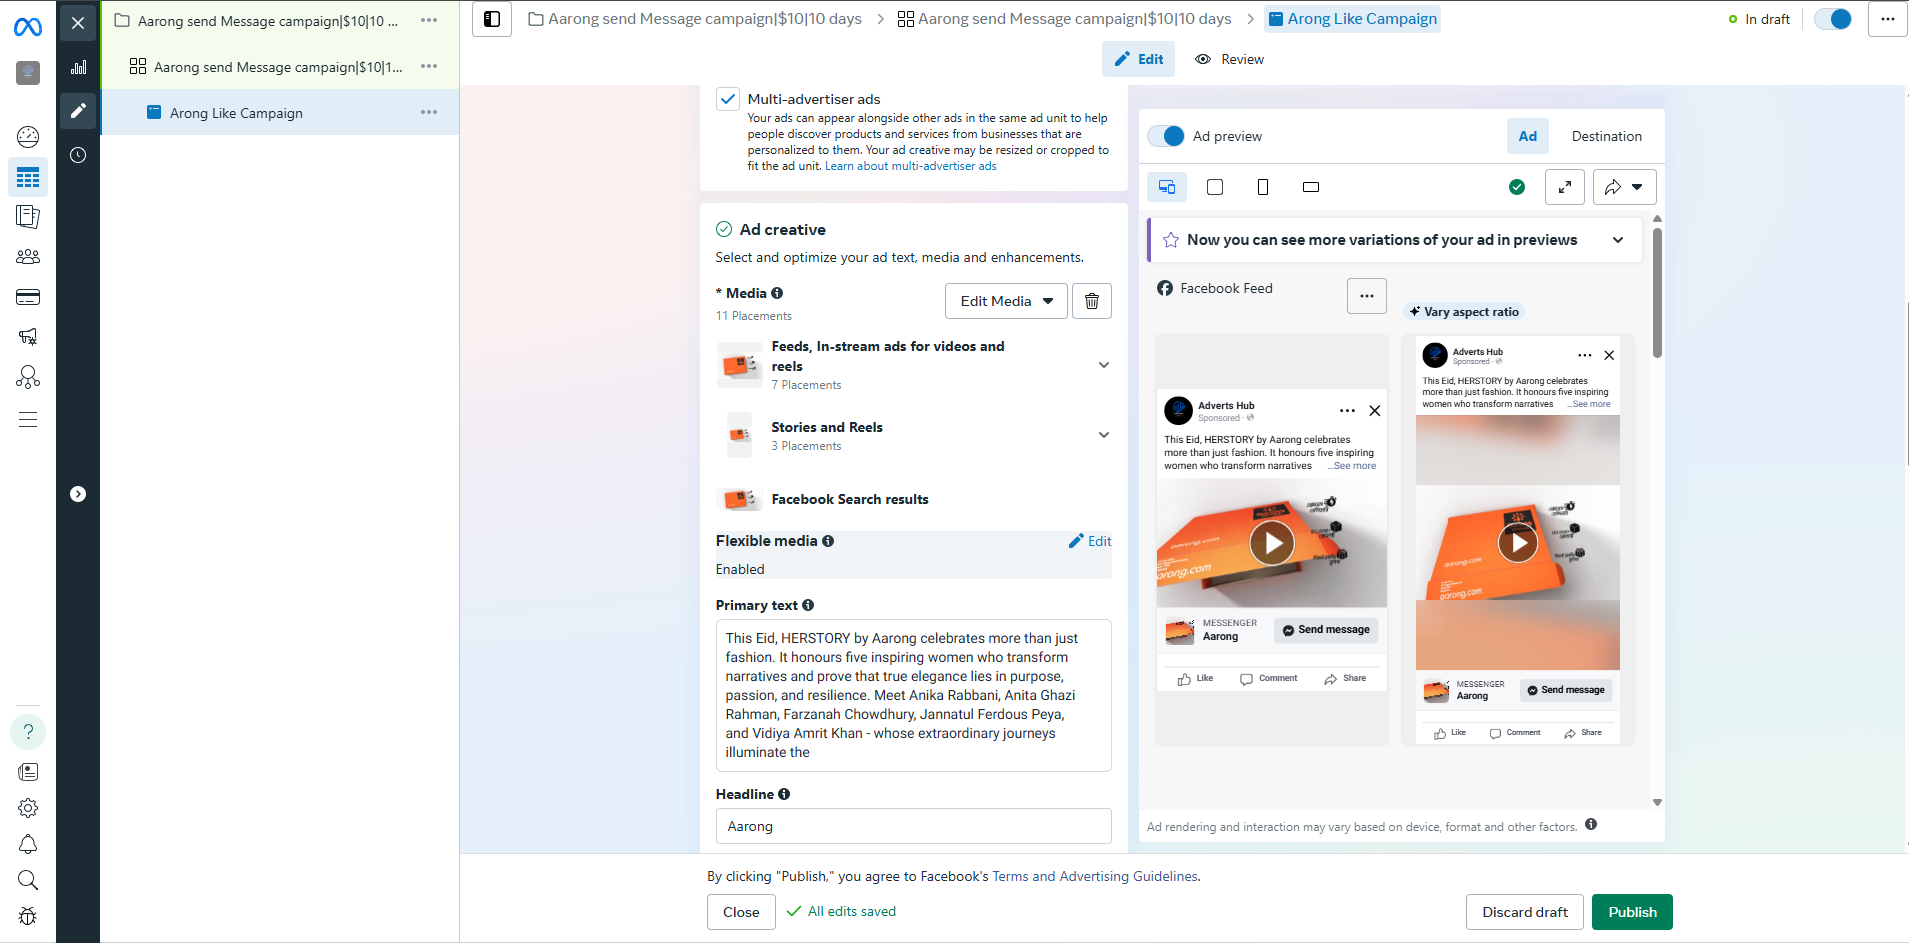 Aarong send Message campaign|$10|10 ...
Aarong send Message campaign|$10|1...
Arong Like Campaign
Aarong send Message campaign|$10|10 days
Aarong send Message campaign|$10|10 days
Arong Like Campaign
In draft
Edit
Review
Multi-advertiser ads
Your ads can appear alongside other ads in the same ad unit to help
people discover products and services from businesses that are
personalized to them. Your ad creative may be resized or cropped to
fit the ad unit. Learn about multi-advertiser ads
Ad creative
Select and optimize your ad text, media and enhancements.
* Media
11 Placements
Edit Media
Feeds, In-stream ads for videos and
reels
7 Placements
Stories and Reels
3 Placements
Facebook Search results
Flexible media
Edit
Enabled
Primary text
This Eid, HERSTORY by Aarong celebrates more than just
fashion. It honours five inspiring women who transform
narratives and prove that true elegance lies in purpose,
passion, and resilience. Meet Anika Rabbani, Anita Ghazi
Rahman, Farzanah Chowdhury, Jannatul Ferdous Peya,
and Vidiya Amrit Khan - whose extraordinary journeys
illuminate the
Headline
Aarong
Ad preview
Ad
Destination
Now you can see more variations of your ad in previews
Facebook Feed
Vary aspect ratio
Adverts Hub
Sponsored ·
This Eid, HERSTORY by Aarong celebrates
more than just fashion. It honours five inspiring
women who transform narratives ...See more
aarong.com
arong.com
MESSENGER
Aarong
Send message
Like
Comment
Share
Adverts Hub
Sponsored ·
This Eid, HERSTORY by Aarong celebrates
more than just fashion. It honours five inspiring
women who transform narratives ...See more
aarong.com
aarong.com
MESSENGER
Aarong
Send message
Like
Comment
Share
Ad rendering and interaction may vary based on device, format and other factors.
By clicking "Publish," you agree to Facebook's Terms and Advertising Guidelines.
Close
All edits saved
Discard draft
Publish